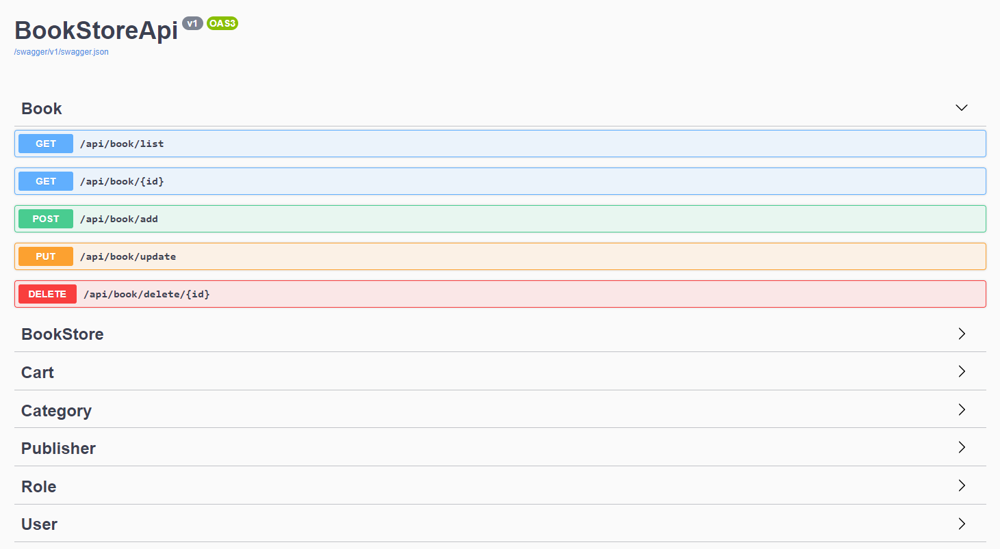 BookStoreApi v1 OAS3
/swagger/v1/swagger.json
Book
GET /api/book/list
GET /api/book/{id}
POST /api/book/add
PUT /api/book/update
DELETE /api/book/delete/{id}
BookStore
Cart
Category
Publisher
Role
User